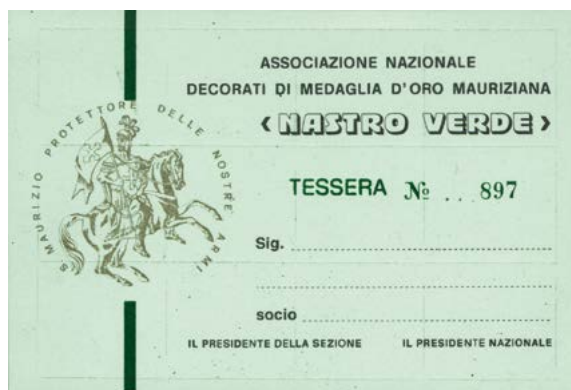 ASSOCIAZIONE NAZIONALE
DECORATI DI MEDAGLIA D'ORO MAURIZIANA
« NASTRO VERDE »
S. MAURIZIO PROTETTORE DELLE NOSTRE ARMI
TESSERA № ... 897
Sig. ..........
socio ..........
IL PRESIDENTE DELLA SEZIONE IL PRESIDENTE NAZIONALE